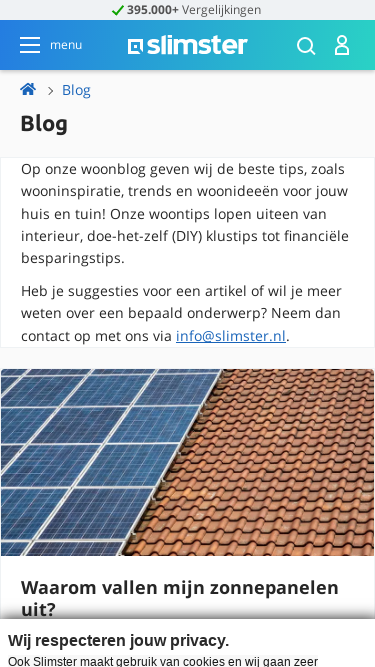 395.000+ Vergelijkingen
menu
slimster
Blog
Blog
Op onze woonblog geven wij de beste tips, zoals
wooninspiratie, trends en woonideeën voor jouw
huis en tuin! Onze woontips lopen uiteen van
interieur, doe-het-zelf (DIY) klustips tot financiële
besparingstips.
Heb je suggesties voor een artikel of wil je meer
weten over een bepaald onderwerp? Neem dan
contact op met ons via info@slimster.nl.
Waarom vallen mijn zonnepanelen
uit?
Wij respecteren jouw privacy.
Ook Slimster maakt gebruik van cookies en wij gaan zeer